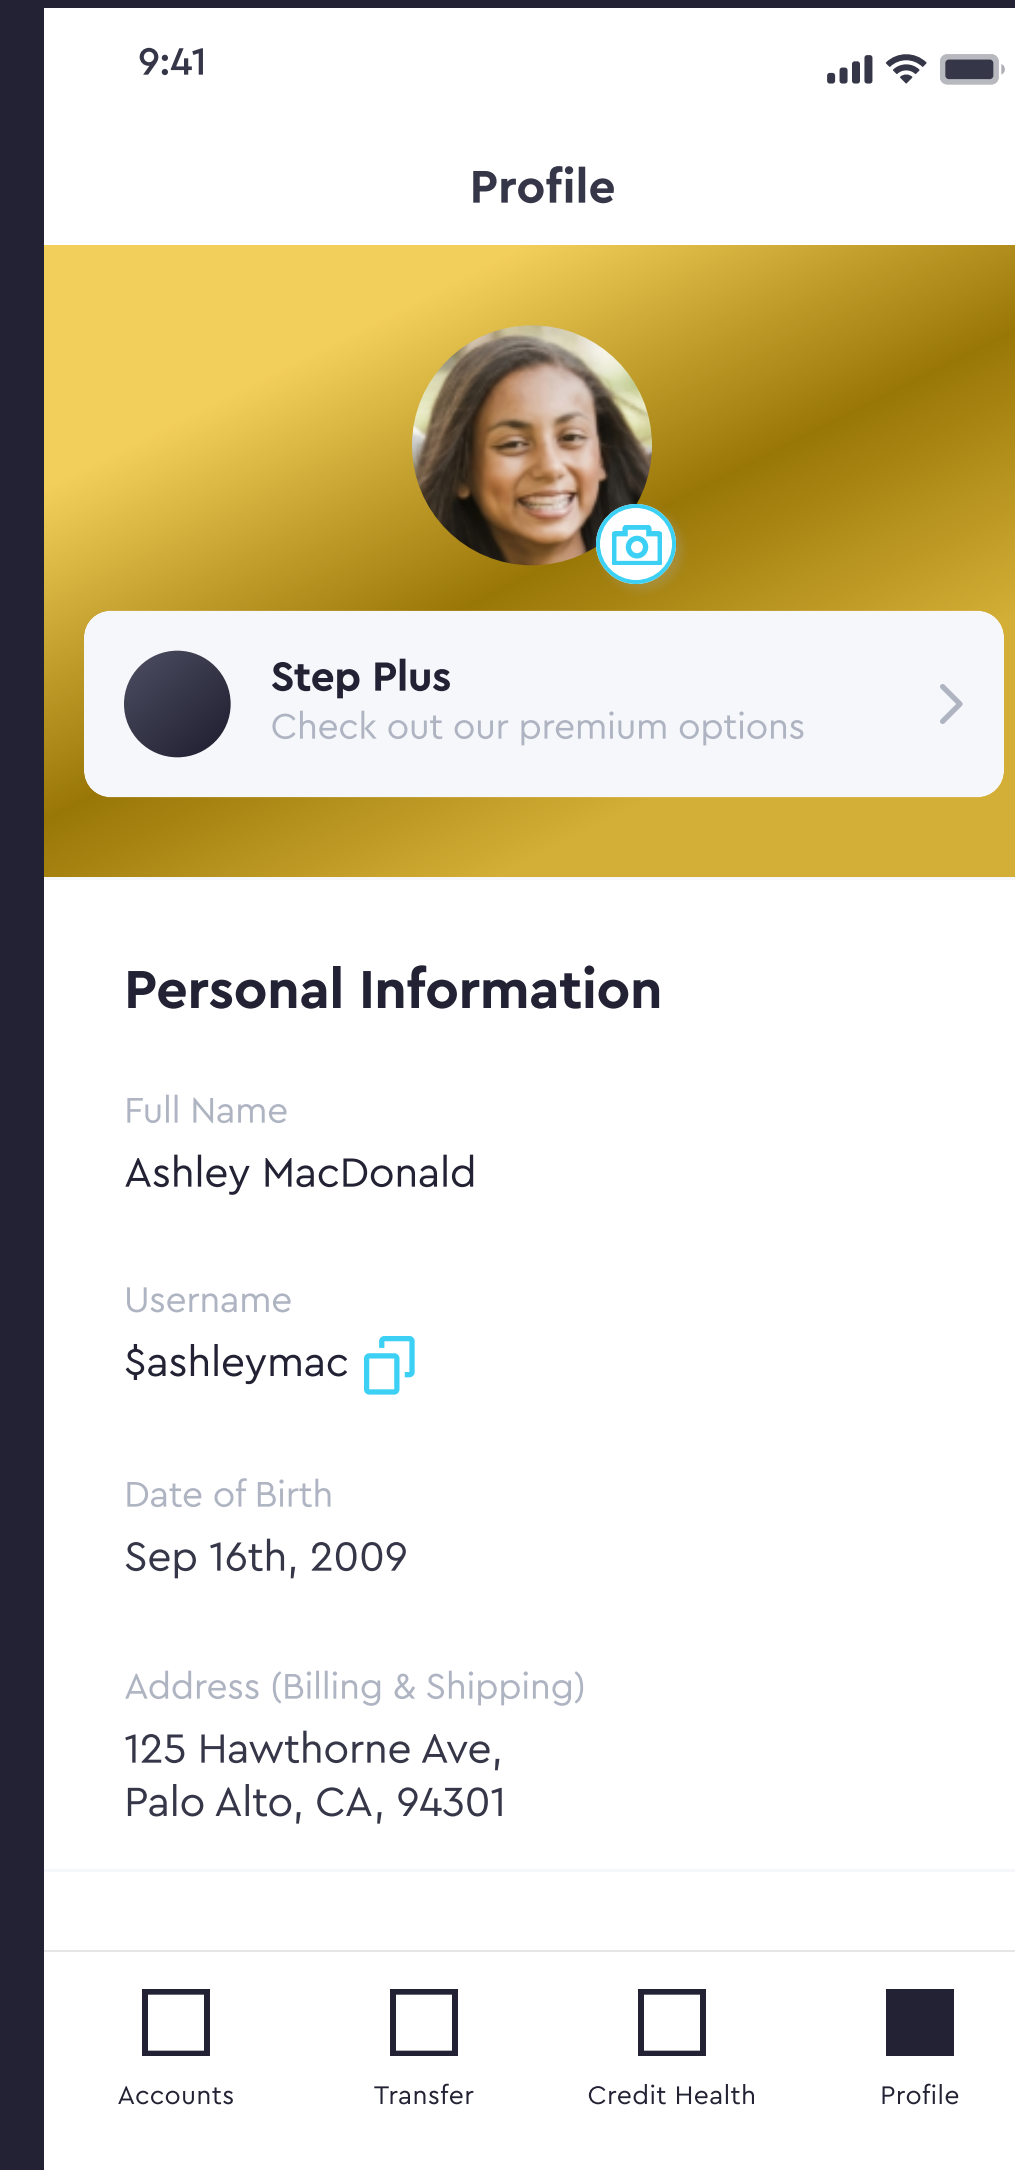 9:41
Profile
Step Plus
Check out our premium options
Personal Information
Full Name
Ashley MacDonald
Username
$ashleymac
Date of Birth
Sep 16th, 2009
Address (Billing & Shipping)
125 Hawthorne Ave,
Palo Alto, CA, 94301
Accounts
Transfer
Credit Health
Profile